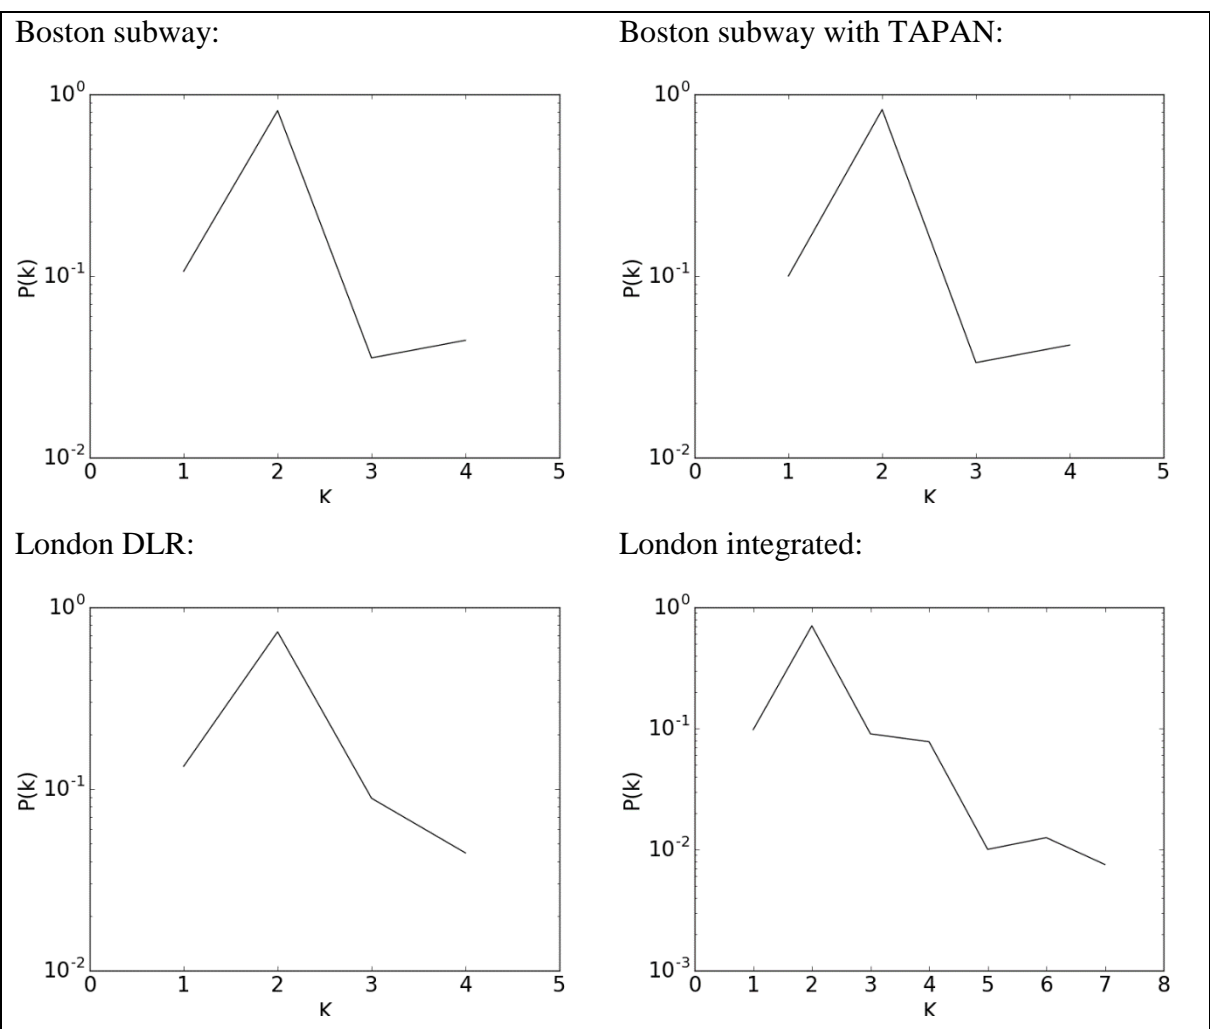 Boston subway:
Boston subway with TAPAN:
10^0
10^-1
10^-2
P(k)
0 1 2 3 4 5
K
10^0
10^-1
10^-2
P(k)
0 1 2 3 4 5
K
London DLR:
London integrated:
10^0
10^-1
10^-2
P(k)
0 1 2 3 4 5
K
10^0
10^-1
10^-2
10^-3
P(k)
0 1 2 3 4 5 6 7 8
K